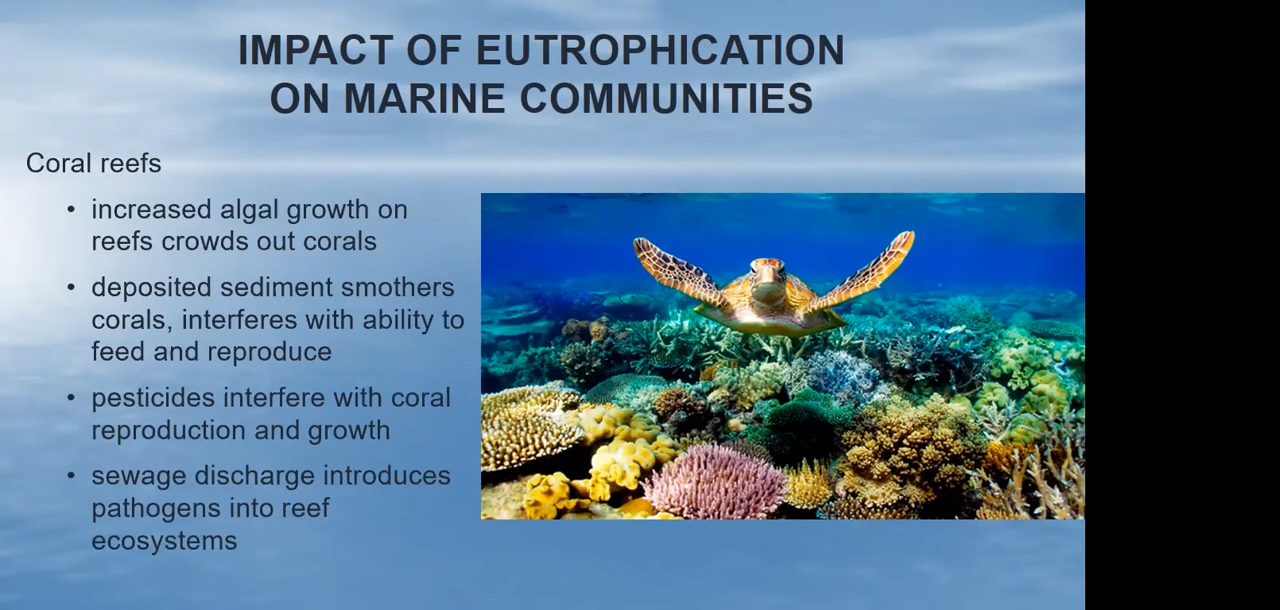 IMPACT OF EUTROPHICATION
ON MARINE COMMUNITIES
Coral reefs
• increased algal growth on
reefs crowds out corals
• deposited sediment smothers
corals, interferes with ability to
feed and reproduce
• pesticides interfere with coral
reproduction and growth
• sewage discharge introduces
pathogens into reef
ecosystems